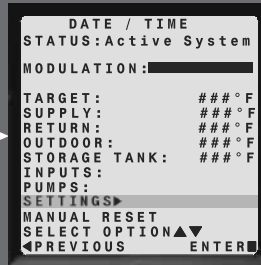 DATE / TIME
STATUS:Active System
MODULATION:
TARGET: ###°F
SUPPLY: ###°F
RETURN: ###°F
OUTDOOR: ###°F
STORAGE TANK: ###°F
INPUTS:
PUMPS:
SETTINGS▶
MANUAL RESET
SELECT OPTION▲▼
◀PREVIOUS ENTER■